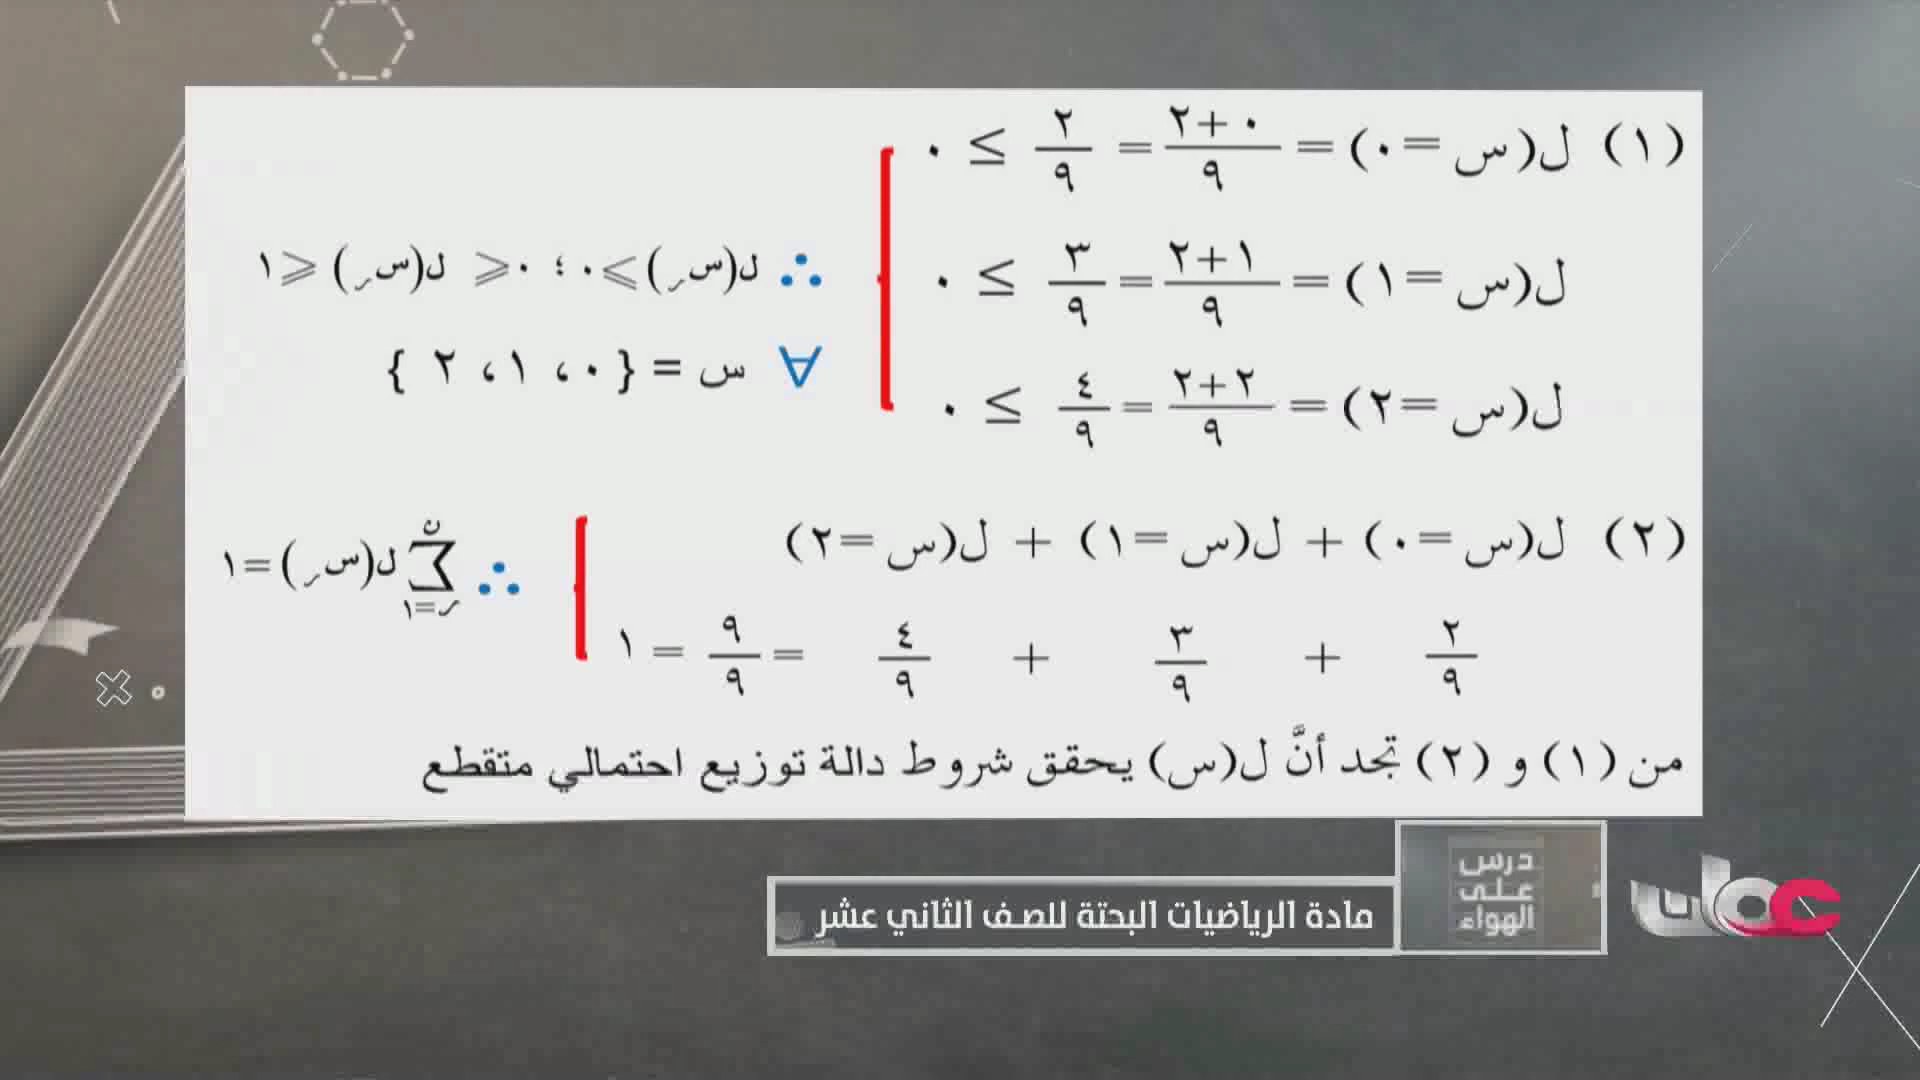 (١) ل(س = ٠) = (٠ + ٢)/٩ = ٢/٩ ≥ ٠
ل(س = ١) = (١ + ٢)/٩ = ٣/٩ ≥ ٠
ل(س = ٢) = (٢ + ٢)/٩ = ٤/٩ ≥ ٠
∴ ل(سر) ≥ ٠ ؛ ٠ ≤ ل(سر) ≤ ١
∀ س = { ٠ ، ١ ، ٢ }
(٢) ل(س = ٠) + ل(س = ١) + ل(س = ٢)
٢/٩ + ٣/٩ + ٤/٩ = ٩/٩ = ١
∴ ن ∑ ر=١ ل(سر) = ١
من (١) و (٢) تجد أنَّ ل(س) يحقق شروط دالة توزيع احتمالي متقطع
درس
على
الهواء
مادة الرياضيات البحتة للصف الثاني عشر